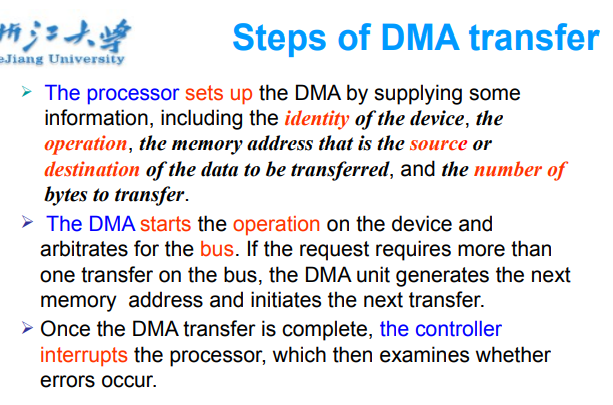 浙江大学
eJiang University
Steps of DMA transfer
The processor sets up the DMA by supplying some
information, including the identity of the device, the
operation, the memory address that is the source or
destination of the data to be transferred, and the number of
bytes to transfer.
The DMA starts the operation on the device and
arbitrates for the bus. If the request requires more than
one transfer on the bus, the DMA unit generates the next
memory address and initiates the next transfer.
Once the DMA transfer is complete, the controller
interrupts the processor, which then examines whether
errors occur.